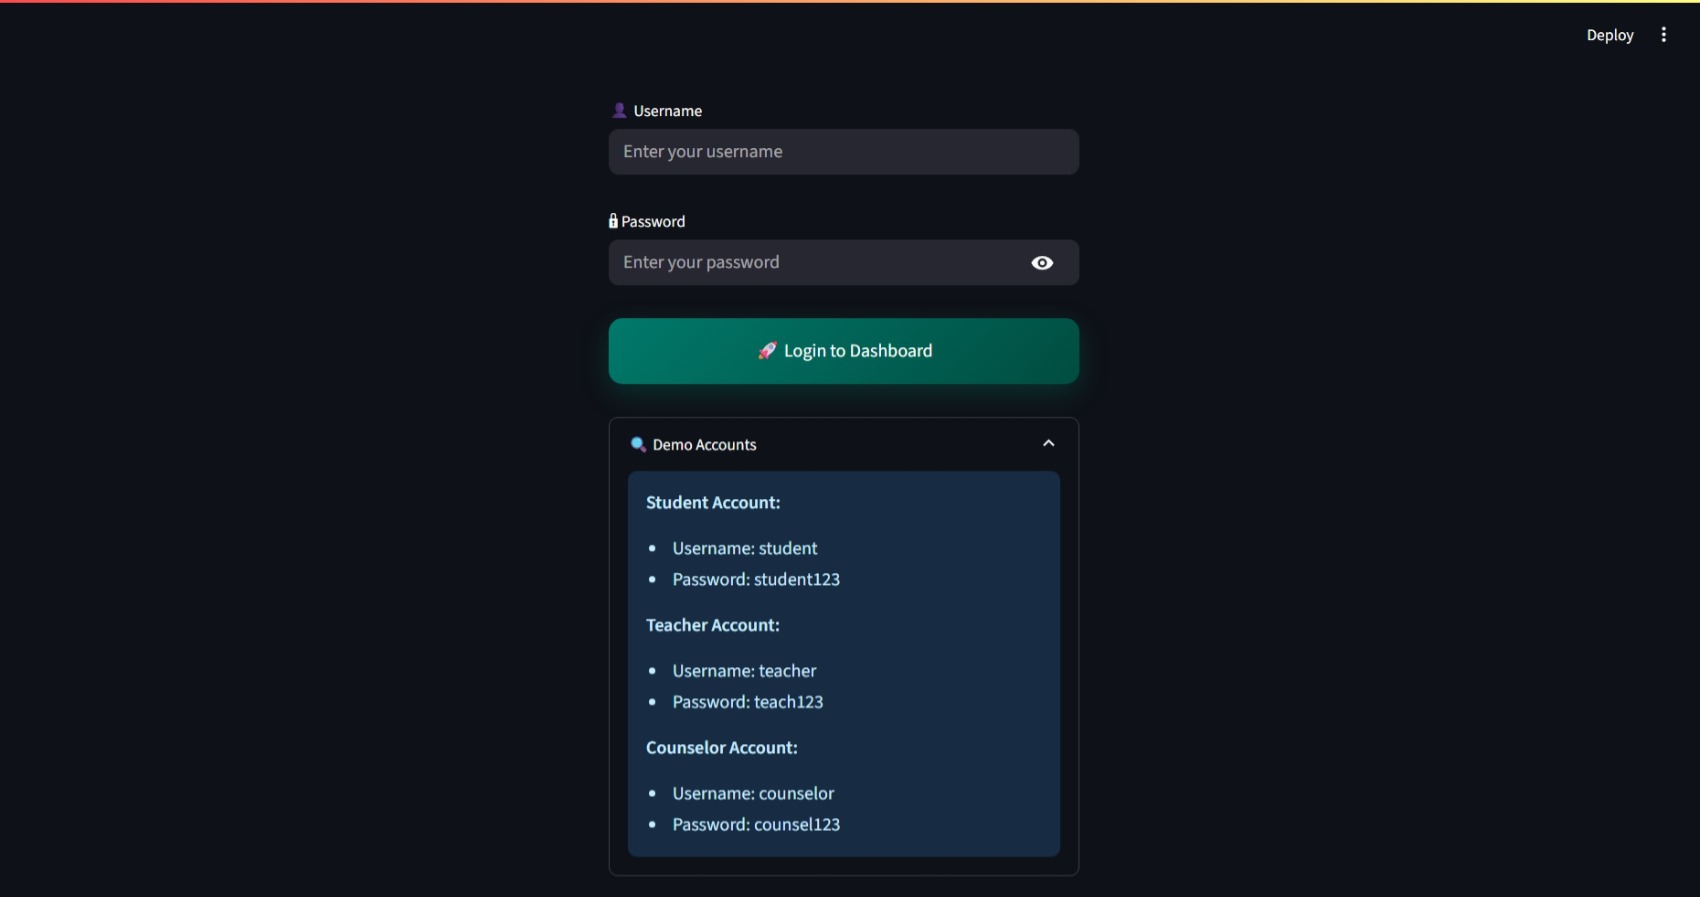 Deploy
Username
Enter your username
Password
Enter your password
Login to Dashboard
Demo Accounts
Student Account:
Username: student
Password: student123
Teacher Account:
Username: teacher
Password: teach123
Counselor Account:
Username: counselor
Password: counsel123